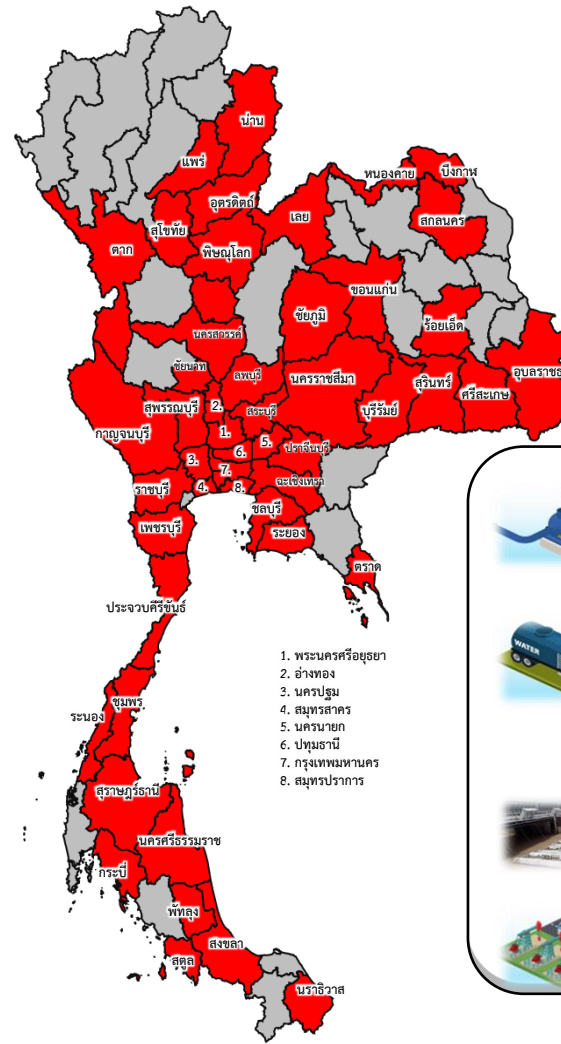 น่าน
แพร่
หนองคาย
บึงกาฬ
อุตรดิตถ์
เลย
สกลนคร
สุโขทัย
ตาก
พิษณุโลก
ขอนแก่น
ชัยภูมิ
ร้อยเอ็ด
นครสวรรค์
ชัยนาท
ลพบุรี
นครราชสีมา
สุรินทร์
อุบลราชธ
ศรีสะเกษ
บุรีรัมย์
สุพรรณบุรี
2.
สระบุรี
กาญจนบุรี
1.
5.
ปราจีนบุรี
6.
3.
7.
ราชบุรี
4.
8.
ฉะเชิงเทรา
ชลบุรี
เพชรบุรี
ระยอง
ตราด
ประจวบคีรีขันธ์
WATER
1. พระนครศรีอยุธยา
2. อ่างทอง
3. นครปฐม
4. สมุทรสาคร
5. นครนายก
6. ปทุมธานี
7. กรุงเทพมหานคร
8. สมุทรปราการ
ชุมพร
ระนอง
สุราษฎร์ธานี
นครศรีธรรมราช
กระบี่
พัทลุง
สงขลา
สตูล
นราธิวาส